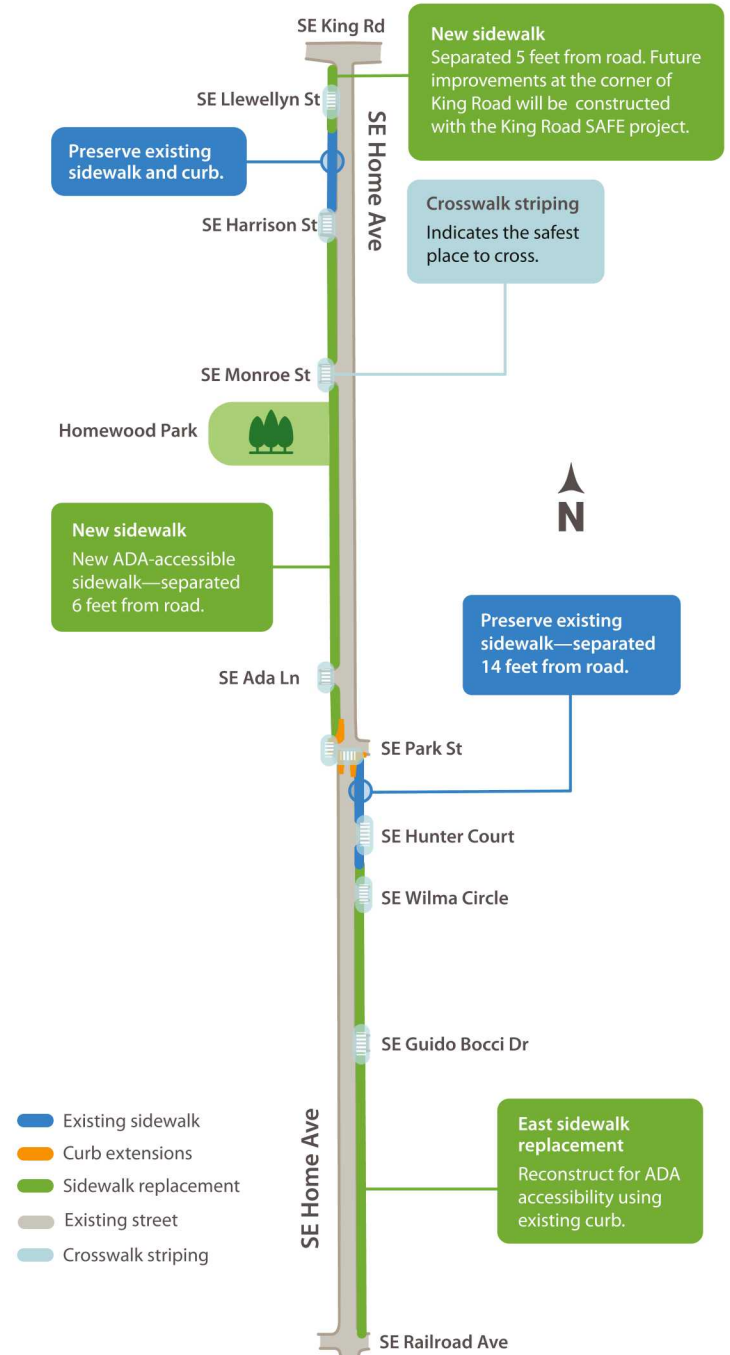 SE King Rd
New sidewalk
Separated 5 feet from road. Future
improvements at the corner of
King Road will be constructed
with the King Road SAFE project.
SE Llewellyn St
SE Home Ave
Preserve existing
sidewalk and curb.
Crosswalk striping
Indicates the safest
place to cross.
SE Harrison St
SE Monroe St
Homewood Park
N
New sidewalk
New ADA-accessible
sidewalk—separated
6 feet from road.
Preserve existing
sidewalk—separated
14 feet from road.
SE Ada Ln
SE Park St
SE Hunter Court
SE Wilma Circle
SE Guido Bocci Dr
East sidewalk
replacement
Reconstruct for ADA
accessibility using
existing curb.
SE Home Ave
Existing sidewalk
Curb extensions
Sidewalk replacement
Existing street
Crosswalk striping
SE Railroad Ave